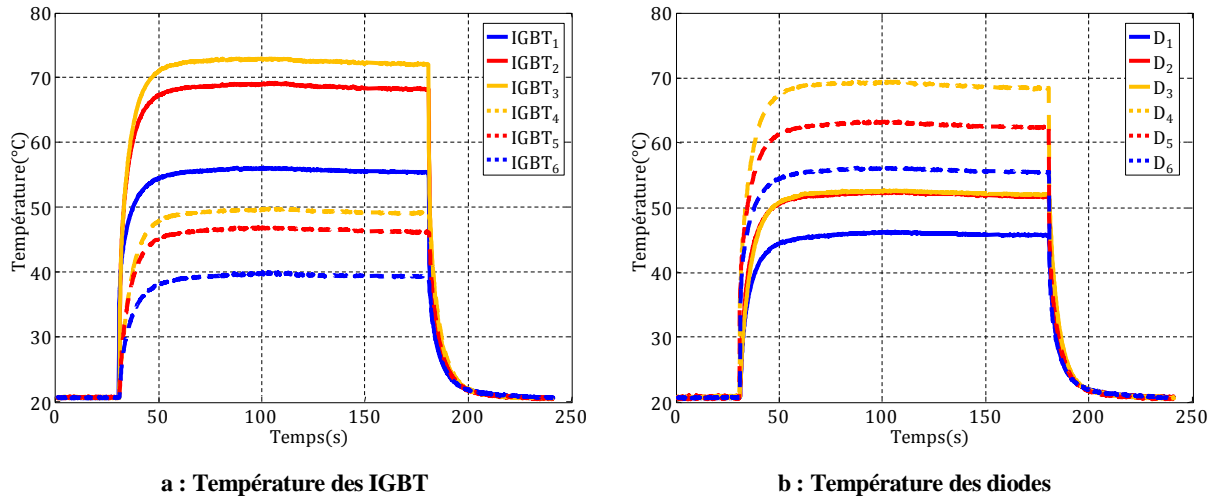 80
70
60
50
40
30
20
0
50
100
150
200
250
Température(°C)
Temps(s)
IGBT₁
IGBT₂
IGBT₃
IGBT₄
IGBT₅
IGBT₆
a : Température des IGBT
80
70
60
50
40
30
20
0
50
100
150
200
250
Température(°C)
Temps(s)
D₁
D₂
D₃
D₄
D₅
D₆
b : Température des diodes